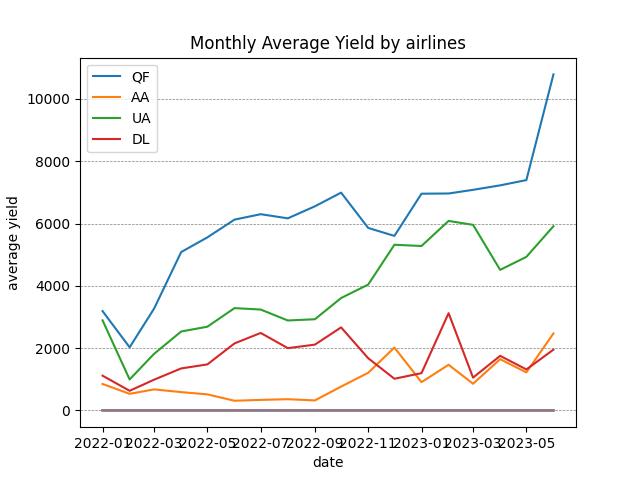 Monthly Average Yield by airlines
QF
AA
UA
DL
10000
8000
6000
4000
2000
0
average yield
2022-01
2022-03
2022-05
2022-07
2022-09
2022-11
2023-01
2023-03
2023-05
date